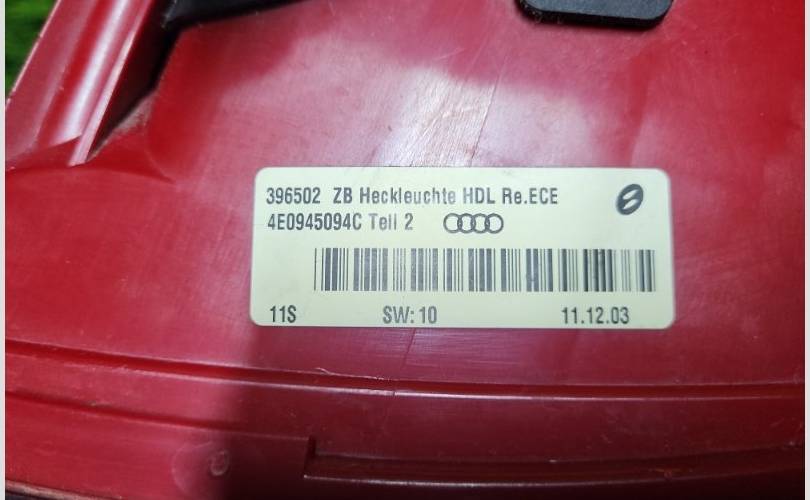 396502 ZB Heckleuchte HDL Re.ECE
4E0945094C Teil 2
11S SW: 10 11.12.03